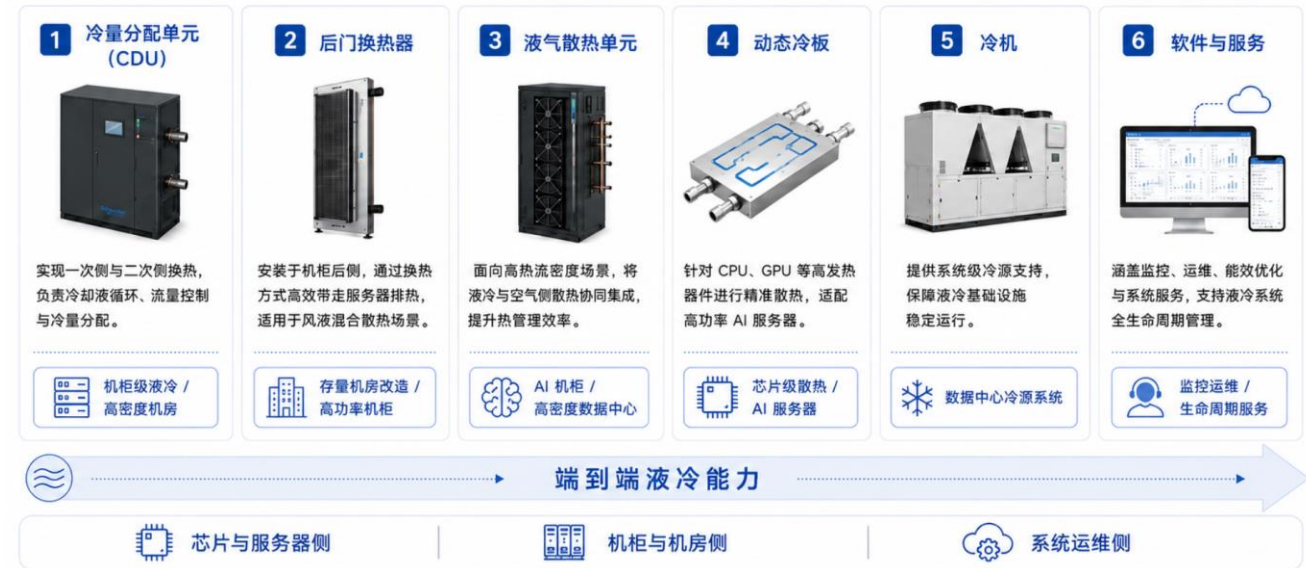 1
冷量分配单元
(CDU)
实现一次侧与二次侧换热,
负责冷却液循环、流量控制
与冷量分配。
机柜级液冷 /
高密度机房
2
后门换热器
安装于机柜后侧,通过换热
方式高效带走服务器排热,
适用于风液混合散热场景。
存量机房改造 /
高功率机柜
3
液气散热单元
面向高热流密度场景,将
液冷与空气侧散热协同集成,
提升热管理效率。
AI 机柜 /
高密度数据中心
4
动态冷板
针对 CPU、GPU 等高发热
器件进行精准散热,适配
高功率 AI 服务器。
芯片级散热 /
AI 服务器
5
冷机
提供系统级冷源支持,
保障液冷基础设施
稳定运行。
数据中心冷源系统
6
软件与服务
涵盖监控、运维、能效优化
与系统服务,支持液冷系统
全生命周期管理。
监控运维 /
生命周期服务
端到端液冷能力
芯片与服务器侧
机柜与机房侧
系统运维侧